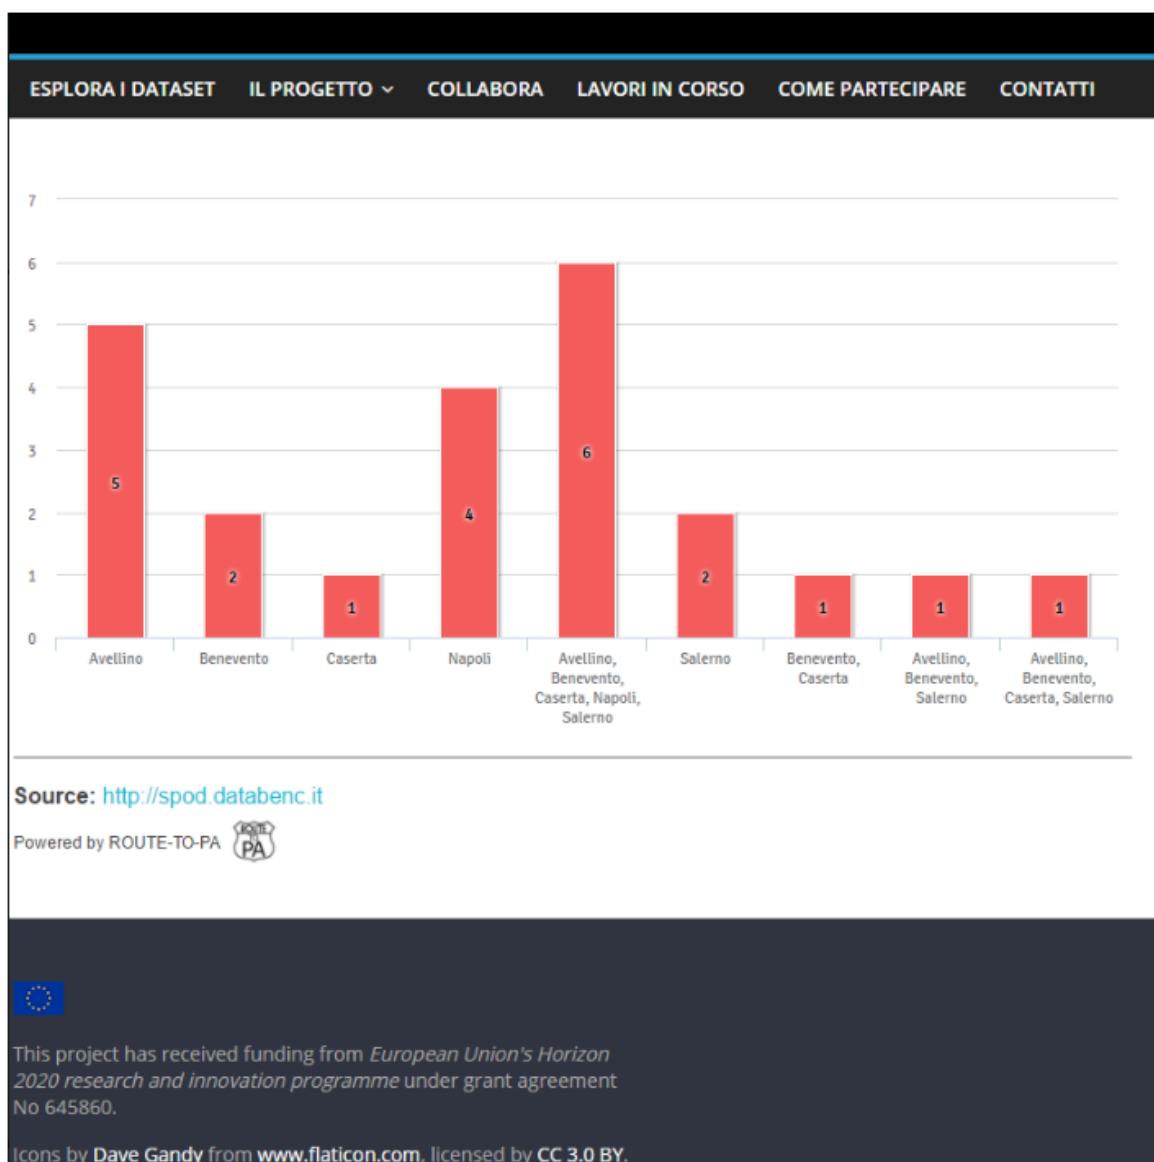 ESPLORA I DATASET IL PROGETTO COLLABORA LAVORI IN CORSO COME PARTECIPARE CONTATTI
7
6
5
4
3
2
1
0
5
2
1
4
6
2
1
1
1
Avellino
Benevento
Caserta
Napoli
Avellino,
Benevento,
Caserta, Napoli,
Salerno
Salerno
Benevento,
Caserta
Avellino,
Benevento,
Salerno
Avellino,
Benevento,
Caserta, Salerno
Source: http://spod.databenc.it
Powered by ROUTE-TO-PA ROUTE TO PA
This project has received funding from European Union's Horizon
2020 research and innovation programme under grant agreement
No 645860.
Icons by Dave Gandy from www.flaticon.com, licensed by CC 3.0 BY.